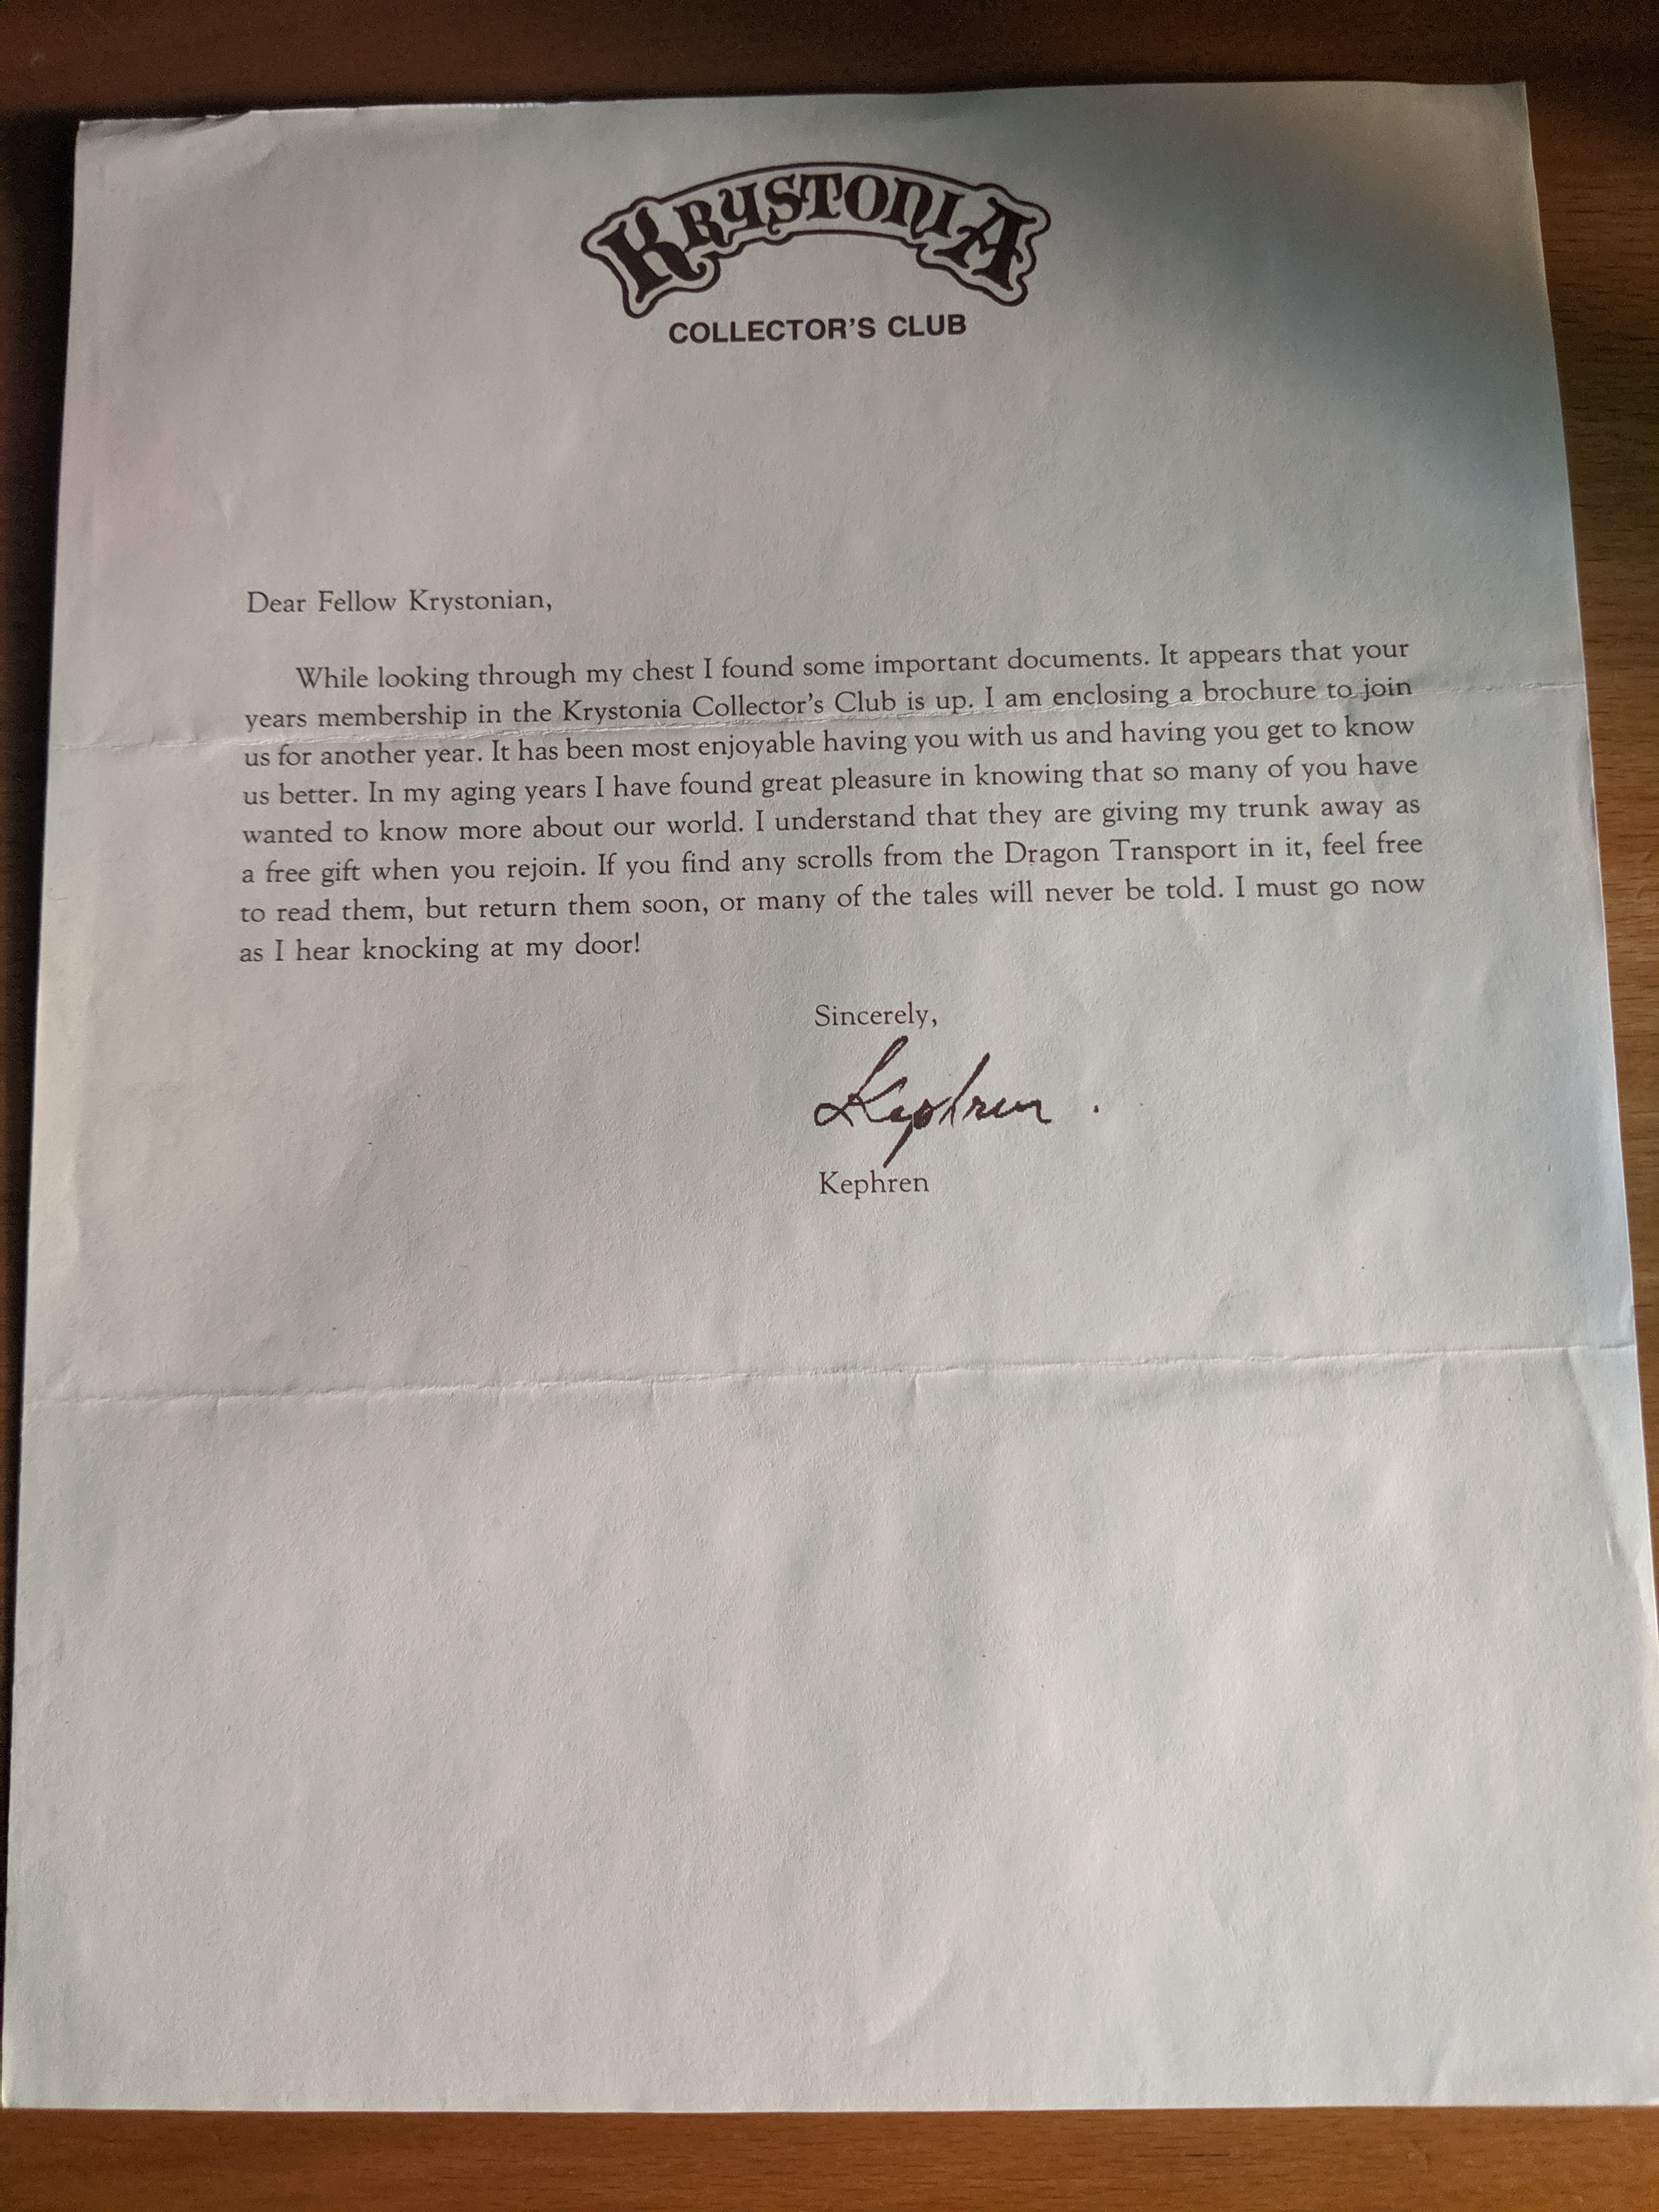 KRYSTONIA
COLLECTOR'S CLUB
Dear Fellow Krystonian,
While looking through my chest I found some important documents. It appears that your
years membership in the Krystonia Collector's Club is up. I am enclosing a brochure to join
us for another year. It has been most enjoyable having you with us and having you get to know
us better. In my aging years I have found great pleasure in knowing that so many of you have
wanted to know more about our world. I understand that they are giving my trunk away as
a free gift when you rejoin. If you find any scrolls from the Dragon Transport in it, feel free
to read them, but return them soon, or many of the tales will never be told. I must go now
as I hear knocking at my door!
Sincerely,
Kephren .
Kephren